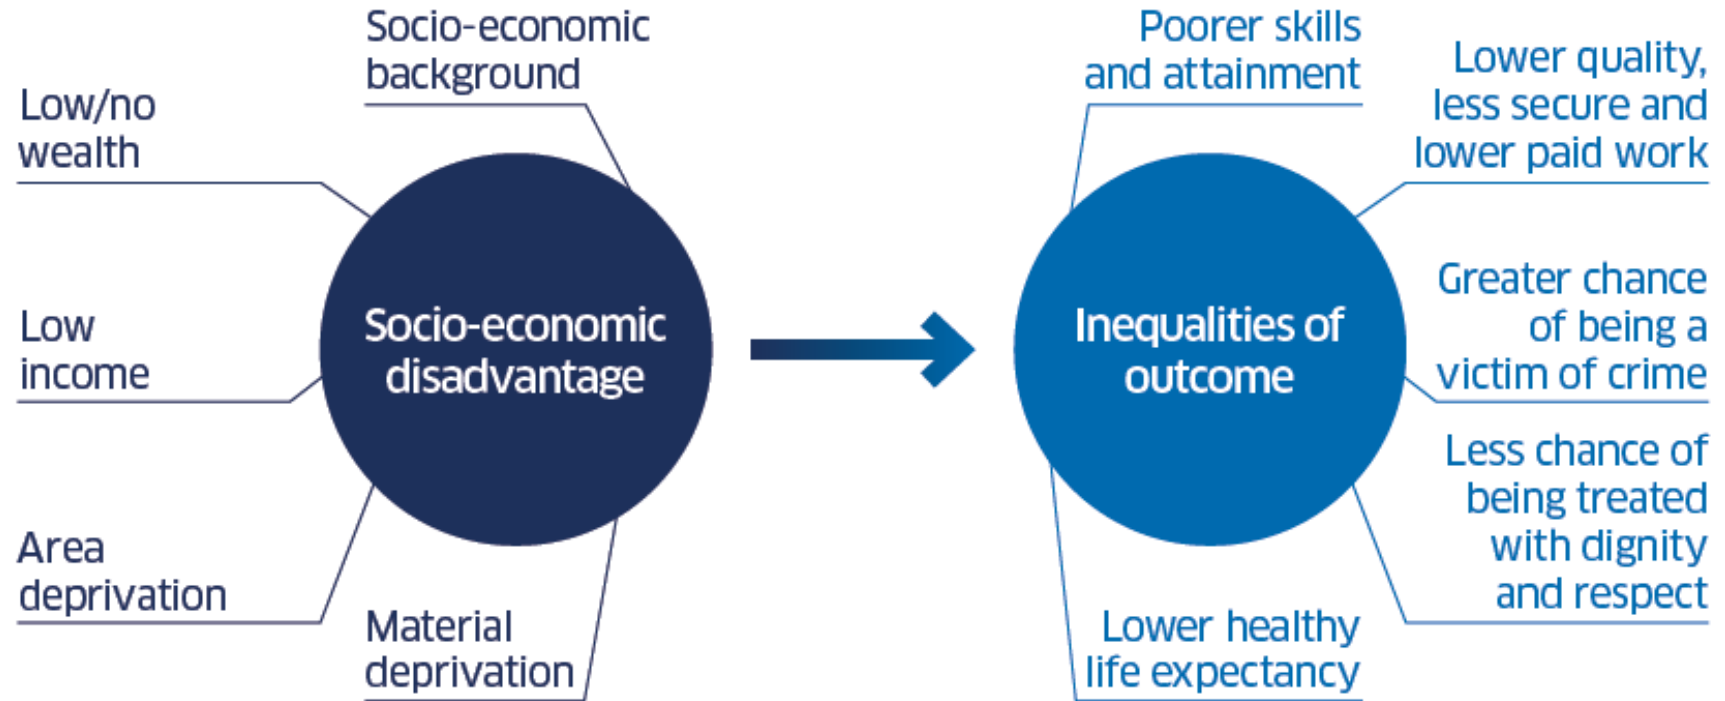 Socio-economic
background
Low/no
wealth
Low
income
Area
deprivation
Material
deprivation
Socio-economic
disadvantage
Inequalities of
outcome
Poorer skills
and attainment
Lower quality,
less secure and
lower paid work
Greater chance
of being a
victim of crime
Less chance of
being treated
with dignity
and respect
Lower healthy
life expectancy